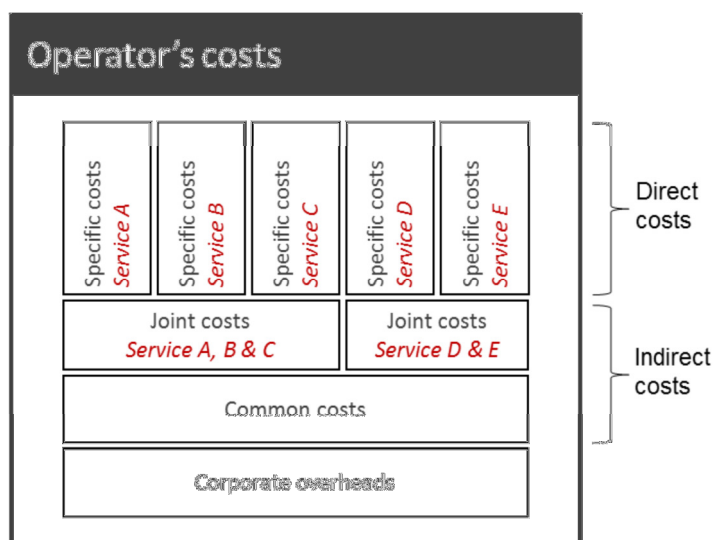 Operator's costs
Specific costs
Service A
Specific costs
Service B
Specific costs
Service C
Specific costs
Service D
Specific costs
Service E
Direct
costs
Joint costs
Service A, B & C
Joint costs
Service D & E
Indirect
costs
Common costs
Corporate overheads